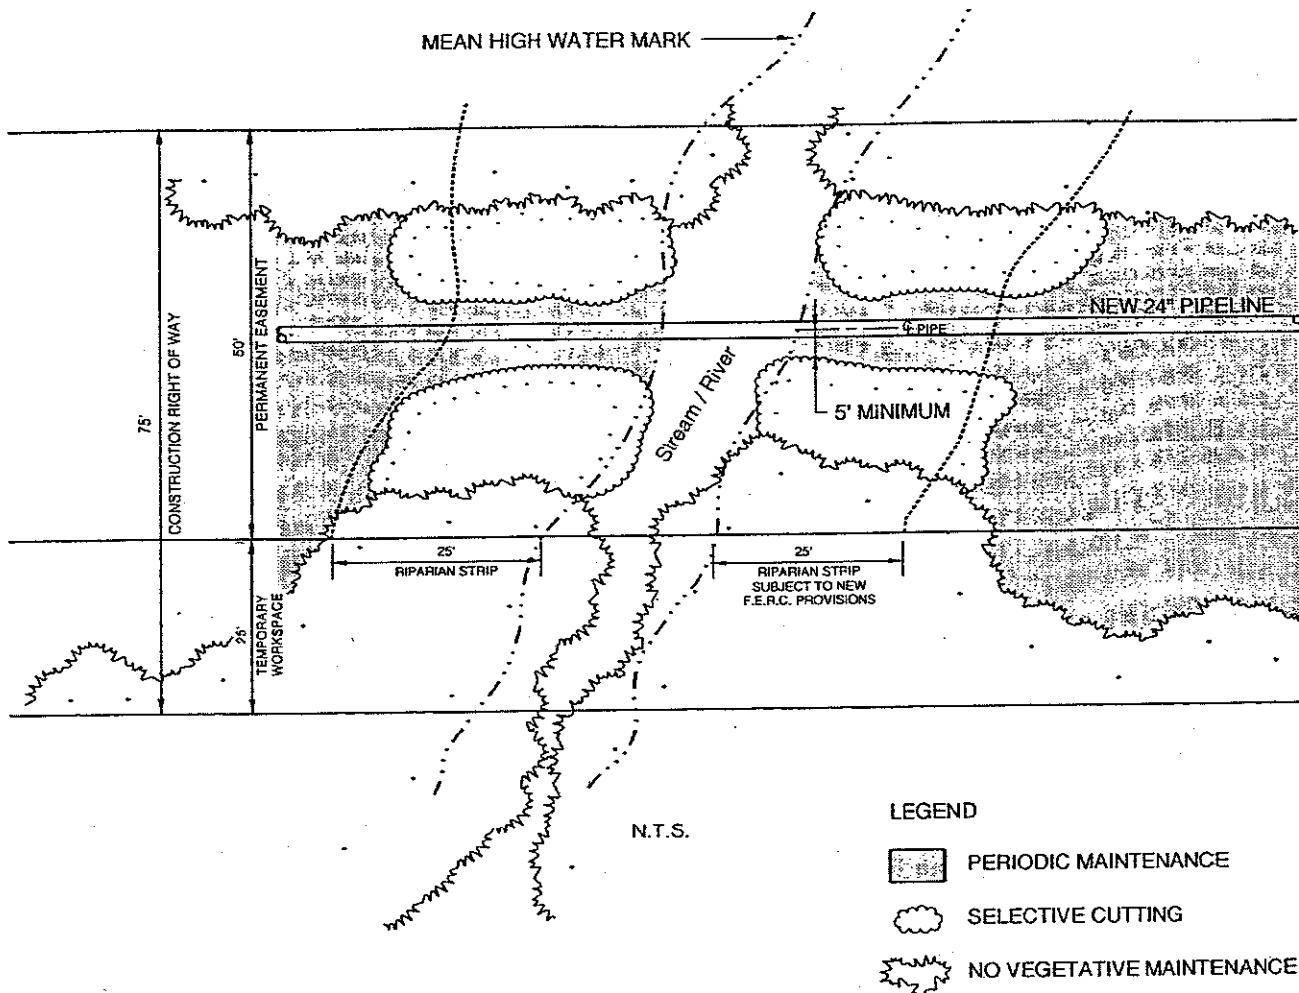 MEAN HIGH WATER MARK
CONSTRUCTION RIGHT OF WAY
75'
PERMANENT EASEMENT
50'
NEW 24" PIPELINE
℄ PIPE
Stream / River
5' MINIMUM
25'
RIPARIAN STRIP
25'
RIPARIAN STRIP
SUBJECT TO NEW
F.E.R.C. PROVISIONS
TEMPORARY
WORKSPACE
25'
N.T.S.
LEGEND
PERIODIC MAINTENANCE
SELECTIVE CUTTING
NO VEGETATIVE MAINTENANCE